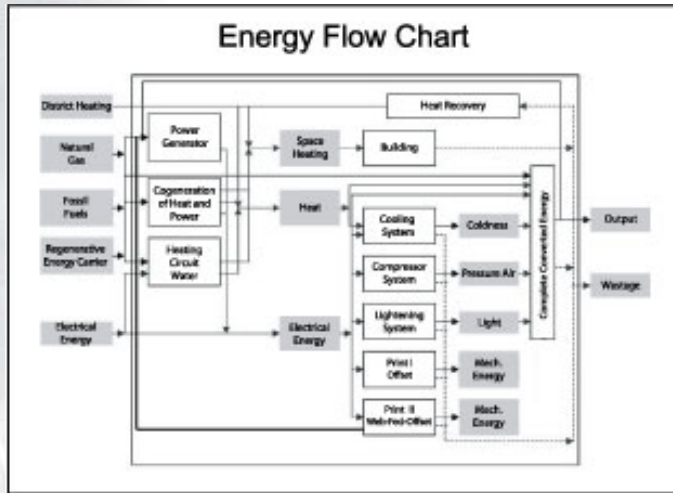 Energy Flow Chart
District Heating
Heat Recovery
Natural
Gas
Power
Generator
Space
Heating
Building
Fossil
Fuels
Cogeneration
of Heat and
Power
Heat
Cooling
System
Coldness
Complete Converted Energy
Output
Regenerative
Energy Carrier
Heating
Circuit
Water
Compressor
System
Pressure Air
Wastage
Electrical
Energy
Electrical
Energy
Lightening
System
Light
Print I
Offset
Mech.
Energy
Print II
Web-Fed-Offset
Mech.
Energy